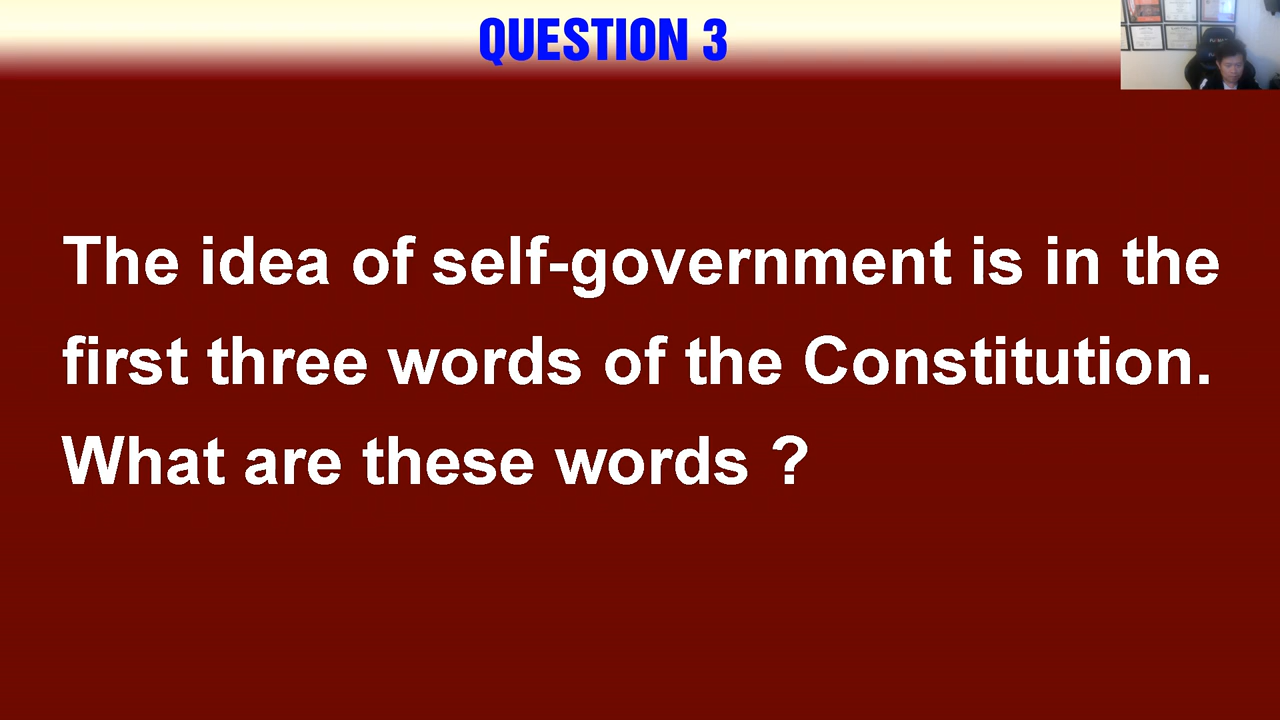 QUESTION 3
The idea of self-government is in the
first three words of the Constitution.
What are these words ?